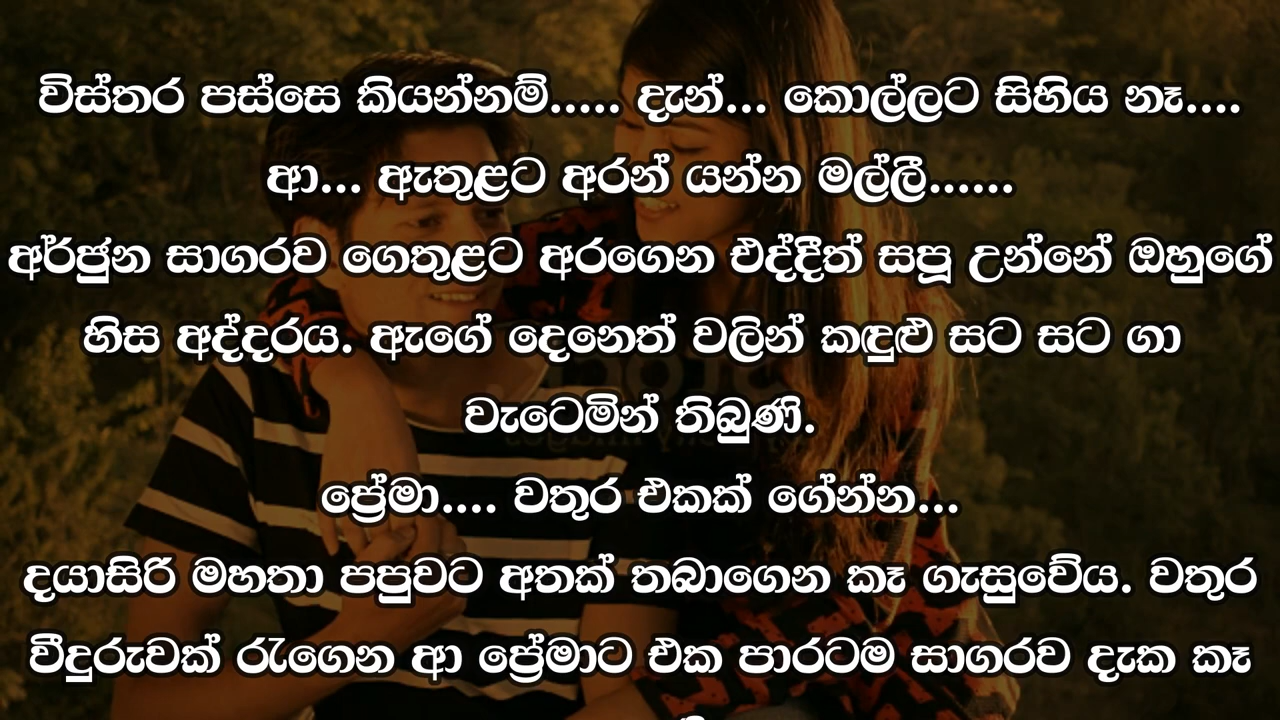 විස්තර පස්සෙ කියන්නම්..... දැන්... කොල්ලට සිහිය නෑ....
ආ... ඇතුළට අරන් යන්න මල්ලී......
අර්ජුන සාගරව ගෙතුළට අරගෙන එද්දීත් සපූ උන්නේ ඔහුගේ
හිස අද්දරය. ඇගේ දෙනෙත් වලින් කඳුළු සට සට ගා
වැටෙමින් තිබුණි.
ප්‍රේමා.... වතුර එකක් ගේන්න...
දයාසිරි මහතා පපුවට අතක් තබාගෙන කෑ ගැසුවේය. වතුර
වීදුරුවක් රැගෙන ආ ප්‍රේමාට එක පාරටම සාගරව දැක කෑ